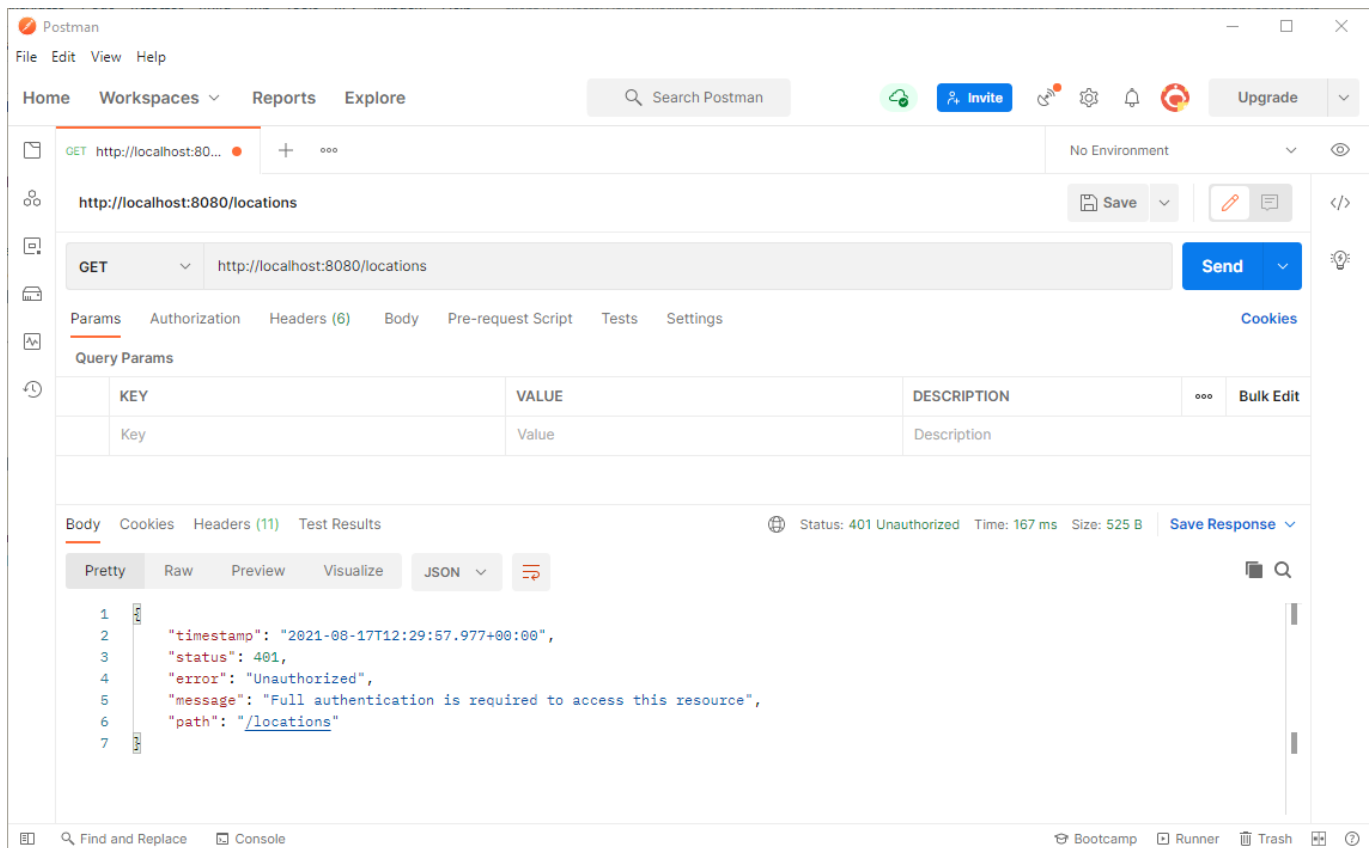 Postman
File Edit View Help
Home Workspaces Reports Explore Search Postman Invite Upgrade
GET http://localhost:80... No Environment
http://localhost:8080/locations Save
GET http://localhost:8080/locations Send
Params Authorization Headers (6) Body Pre-request Script Tests Settings Cookies
Query Params
KEY VALUE DESCRIPTION Bulk Edit
Key Value Description
Body Cookies Headers (11) Test Results Status: 401 Unauthorized Time: 167 ms Size: 525 B Save Response
Pretty Raw Preview Visualize JSON
1 {
2 "timestamp": "2021-08-17T12:29:57.977+00:00",
3 "status": 401,
4 "error": "Unauthorized",
5 "message": "Full authentication is required to access this resource",
6 "path": "/locations"
7 }
Find and Replace Console Bootcamp Runner Trash